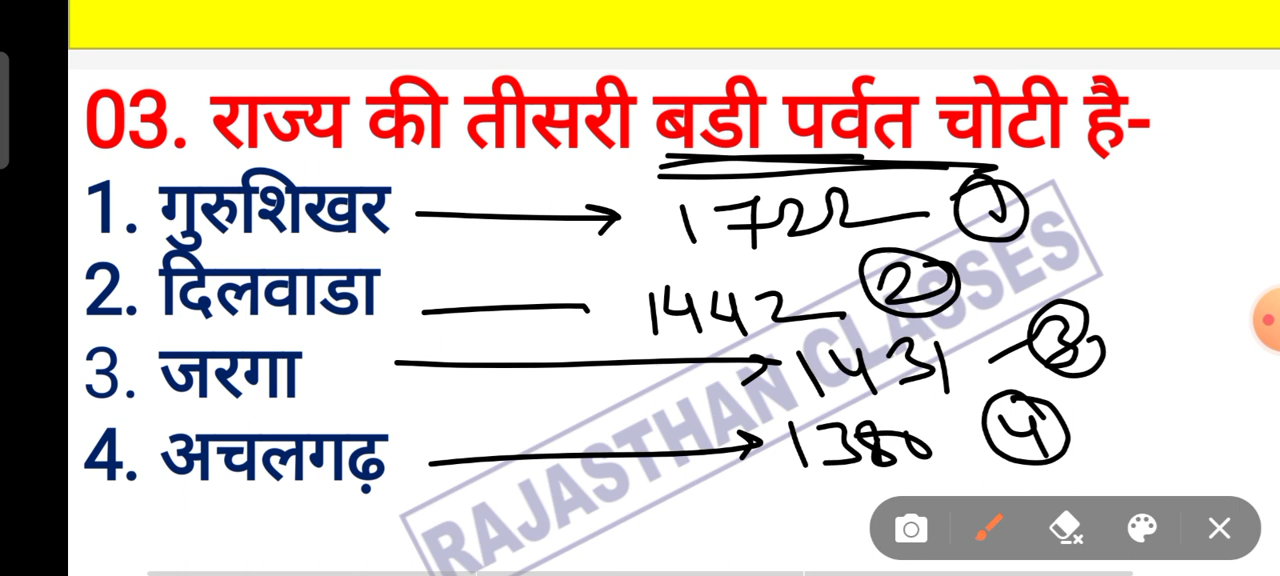 03. राज्य की तीसरी बडी पर्वत चोटी है-
1. गुरुशिखर 1722 1
2. दिलवाडा 1442 2
3. जरगा 1431 3
4. अचलगढ़ 1380 4
RAJASTHAN CLASSES